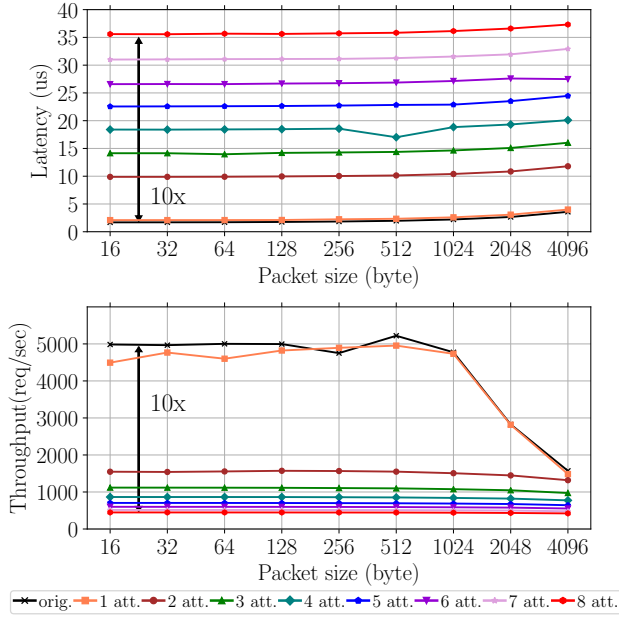 40
35
30
25
20
15
10
5
0
Latency (us)
10x
16 32 64 128 256 512 1024 2048 4096
Packet size (byte)
5000
4000
3000
2000
1000
0
Throughput(req/sec)
10x
16 32 64 128 256 512 1024 2048 4096
Packet size (byte)
orig. 1 att. 2 att. 3 att. 4 att. 5 att. 6 att. 7 att. 8 att.